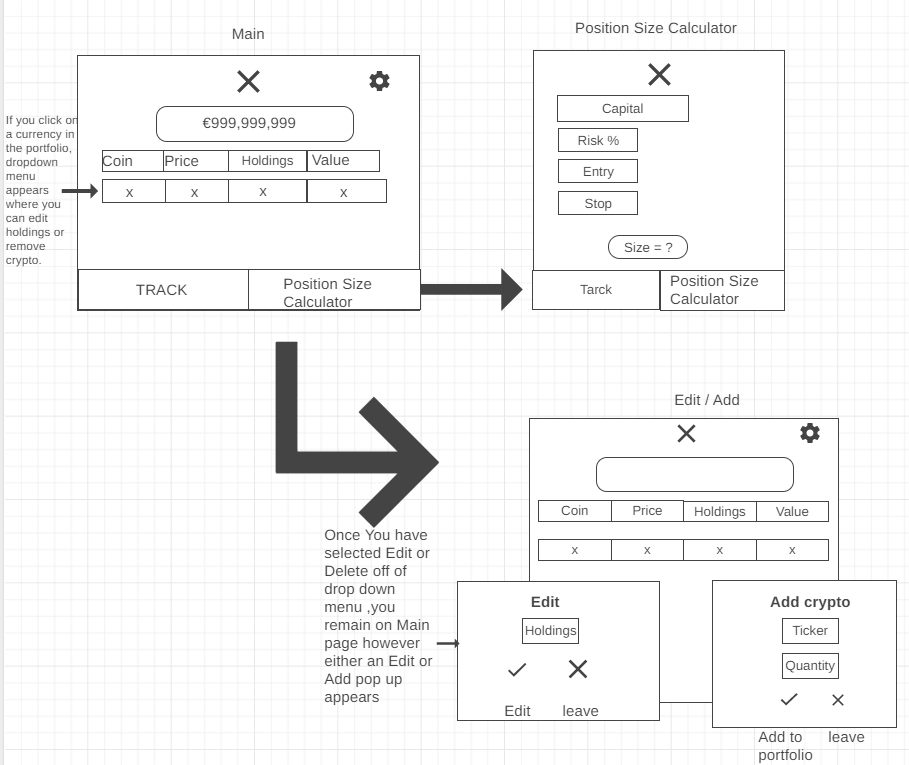 Main
Position Size Calculator
If you click on
a currency in
the portfolio,
dropdown
menu
appears
where you
can edit
holdings or
remove
crypto.
€999,999,999
Coin Price Holdings Value
x x x x
TRACK
Position Size
Calculator
Capital
Risk %
Entry
Stop
Size = ?
Tarck
Position Size
Calculator
Edit / Add
Coin Price Holdings Value
x x x x
Once You have
selected Edit or
Delete off of
drop down
menu ,you
remain on Main
page however
either an Edit or
Add pop up
appears
Edit
Holdings
Edit leave
Add crypto
Ticker
Quantity
Add to leave
portfolio